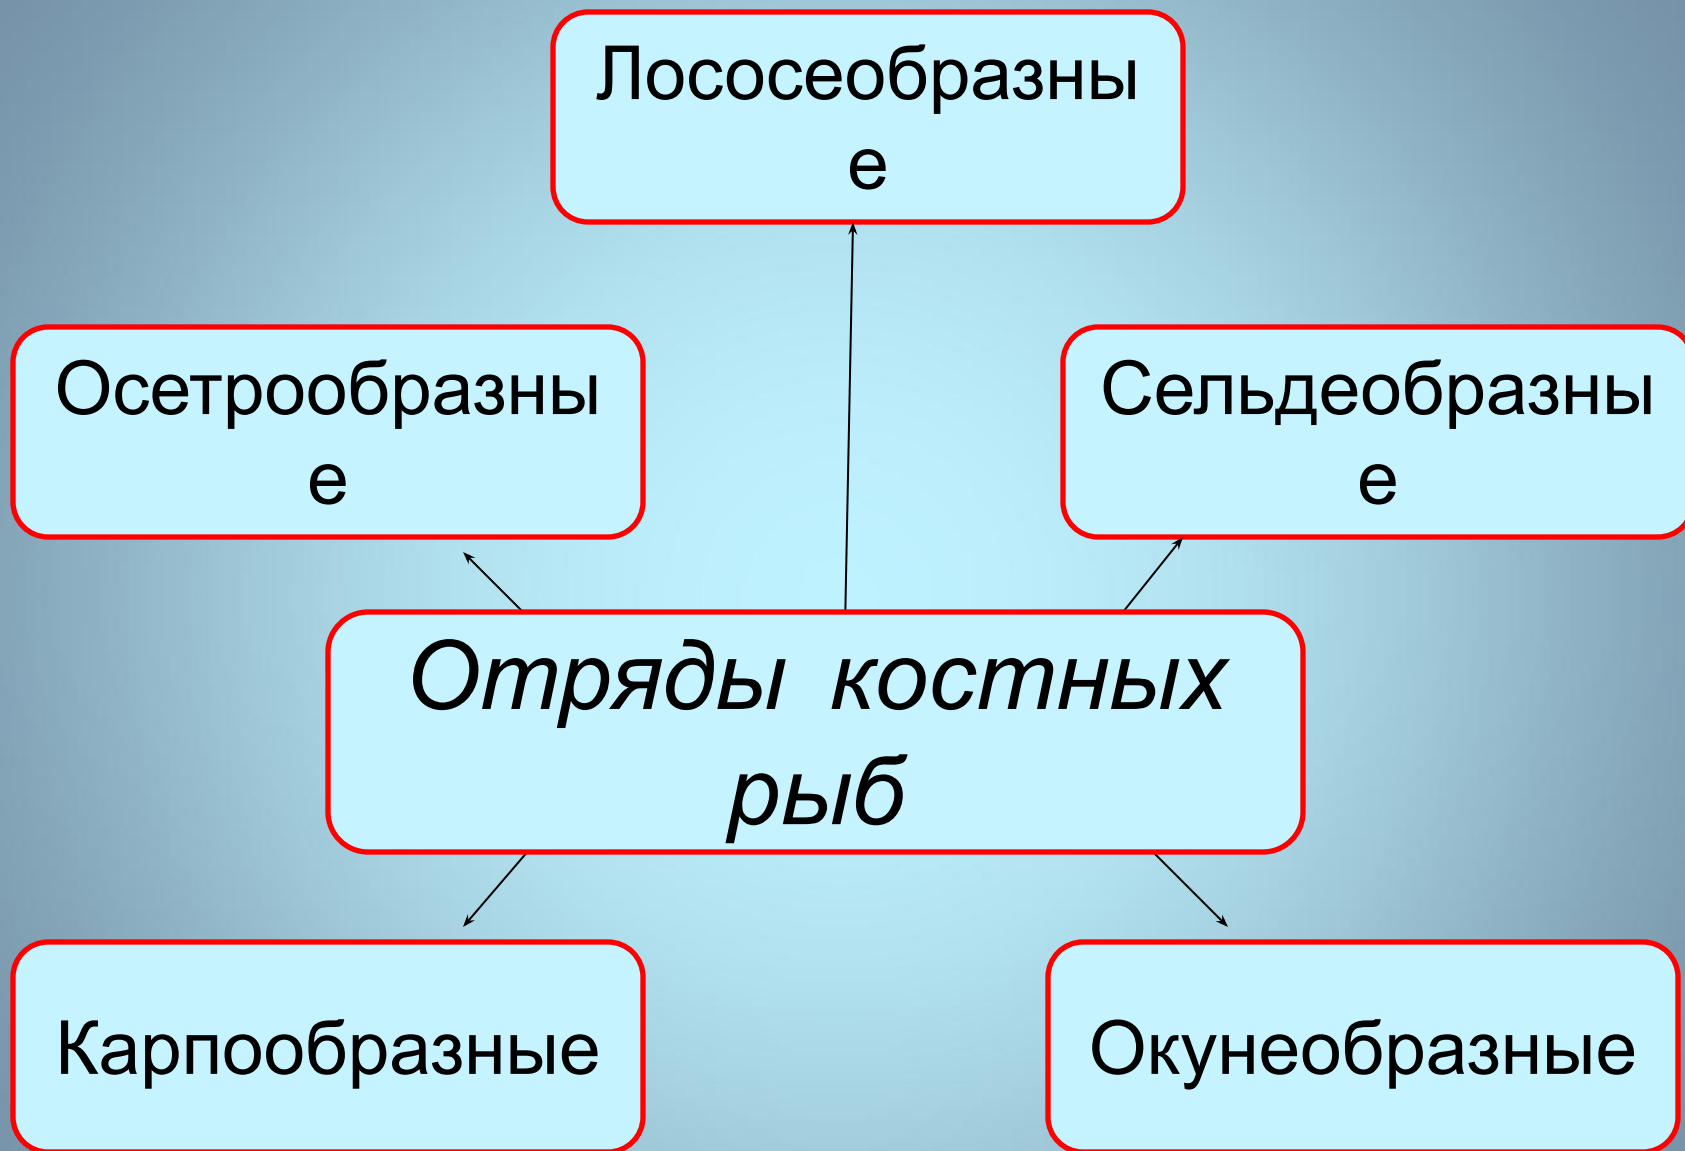 Лососеобразны
е
Осетрообразны
е
Сельдеобразны
е
Отряды костных
рыб
Карпообразные
Окунеобразные